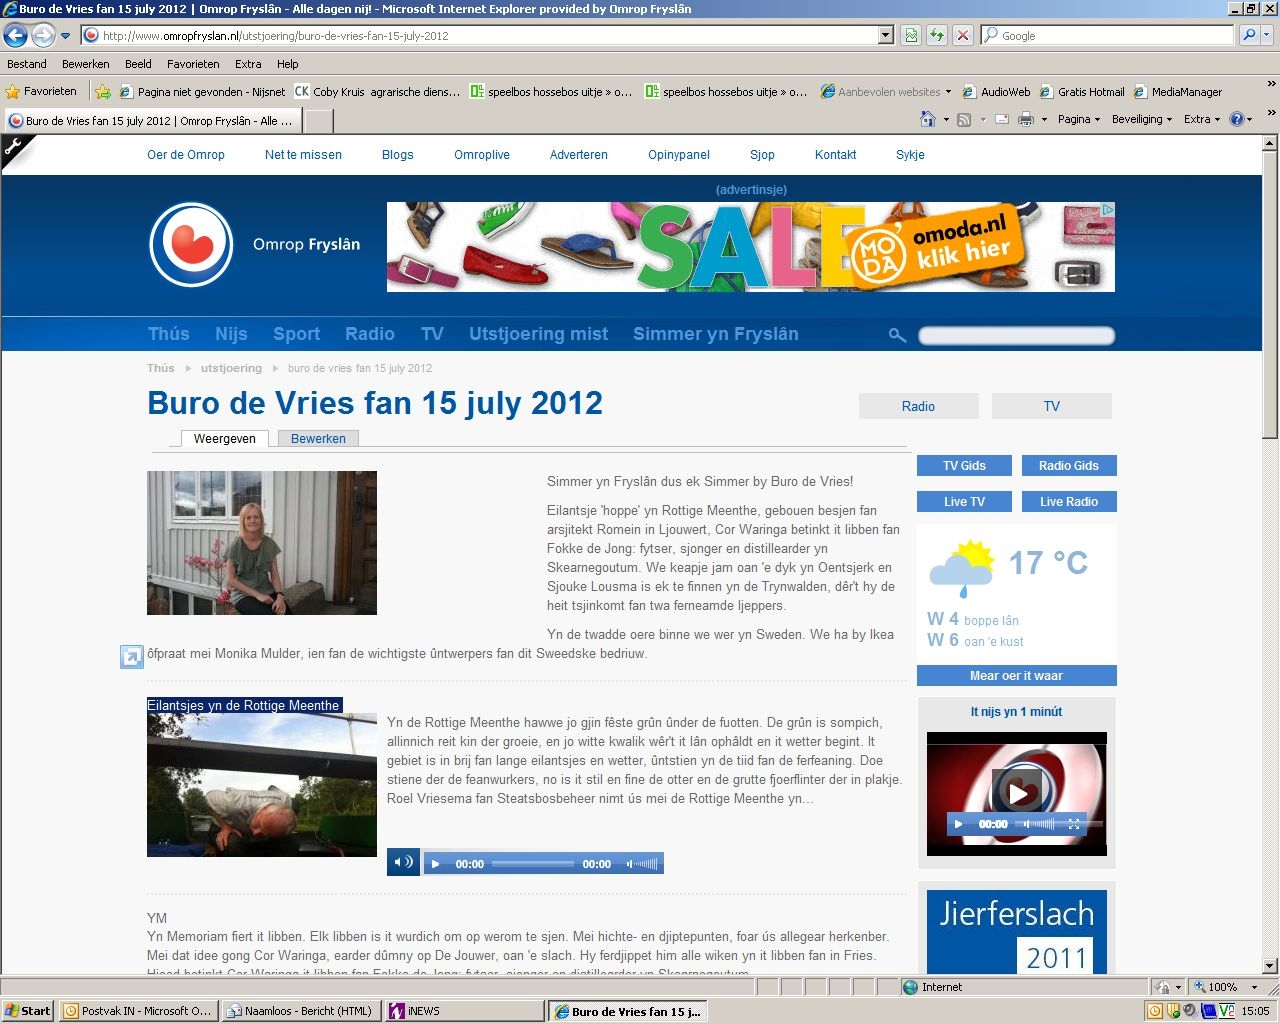 Buro de Vries fan 15 july 2012 | Omrop Fryslân - Alle dagen nij! - Microsoft Internet Explorer provided by Omrop Fryslân
http://www.omropfryslan.nl/utstjoering/buro-de-vries-fan-15-july-2012
Google
Bestand Bewerken Beeld Favorieten Extra Help
Favorieten Pagina niet gevonden - Nijsnet CK Coby Kruis agrarische diens... speelbos hossebos uitje » o... speelbos hossebos uitje » o... Aanbevolen websites AudioWeb Gratis Hotmail MediaManager
Buro de Vries fan 15 july 2012 | Omrop Fryslân - Alle ...
Pagina Beveiliging Extra
Oer de Omrop Net te missen Blogs Omroplive Adverteren Opinypanel Sjop Kontakt Sykje
(advertinsje)
Omrop Fryslân
SALE
MO'DA
omoda.nl
klik hier
Thús Nijs Sport Radio TV Utstjoering mist Simmer yn Fryslân
Thús utstjoering buro de vries fan 15 july 2012
Buro de Vries fan 15 july 2012
Radio TV
Weergeven Bewerken
Simmer yn Fryslân dus ek Simmer by Buro de Vries!
Eilantsje 'hoppe' yn Rottige Meenthe, gebouen besjen fan
arsjitekt Romein in Ljouwert, Cor Waringa betinkt it libben fan
Fokke de Jong: fytser, sjonger en distillearder yn
Skearnegoutum. We keapje jam oan 'e dyk yn Oentsjerk en
Sjouke Lousma is ek te finnen yn de Trynwalden, dêr't hy de
heit tsjinkomt fan twa ferneamde ljeppers.
Yn de twadde oere binne we wer yn Sweden. We ha by Ikea
ôfpraat mei Monika Mulder, ien fan de wichtigste ûntwerpers fan dit Sweedske bedriuw.
Eilantsjes yn de Rottige Meenthe
Yn de Rottige Meenthe hawwe jo gjin fêste grûn ûnder de fuotten. De grûn is sompich,
allinnich reit kin der groeie, en jo witte kwalik wêr't it lân ophâldt en it wetter begint. It
gebiet is in brij fan lange eilantsjes en wetter, ûntstien yn de tiid fan de ferfeaning. Doe
stiene der de feanwurkers, no is it stil en fine de otter en de grutte fjoerflinter der in plakje.
Roel Vriesema fan Steatsbosbeheer nimt ús mei de Rottige Meenthe yn...
00:00 00:00
YM
Yn Memoriam fiert it libben. Elk libben is it wurdich om op werom te sjen. Mei hichte- en djiptepunten, foar ús allegear herkenber.
Mei dat idee gong Cor Waringa, earder dûmny op De Jouwer, oan 'e slach. Hy ferdjippet him alle wiken yn it libben fan in Fries.
Hjoed betinkt Cor Waringa it libben fan Fokke de Jong: fytser, sjonger en distillearder yn Skearnegoutum.
TV Gids Radio Gids
Live TV Live Radio
17 °C
W 4 boppe lân
W 6 oan 'e kust
Mear oer it waar
It nijs yn 1 minút
00:00
Jierferslach
2011
Internet 100%
Start Postvak IN - Microsoft O... Naamloos - Bericht (HTML) iNEWS Buro de Vries fan 15 j... 15:05